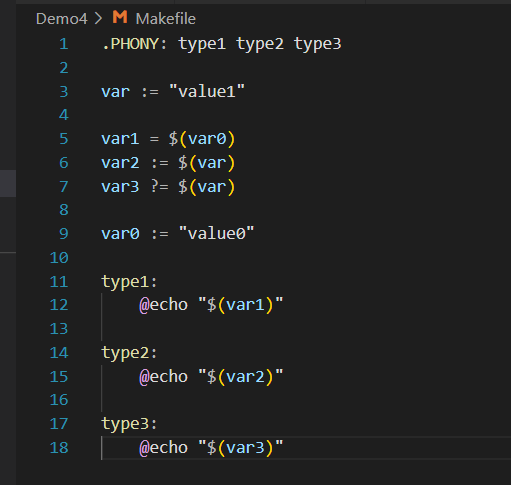 Demo4 > M Makefile
1 .PHONY: type1 type2 type3
2
3 var := "value1"
4
5 var1 = $(var0)
6 var2 := $(var)
7 var3 ?= $(var)
8
9 var0 := "value0"
10
11 type1:
12     @echo "$(var1)"
13
14 type2:
15     @echo "$(var2)"
16
17 type3:
18     @echo "$(var3)"